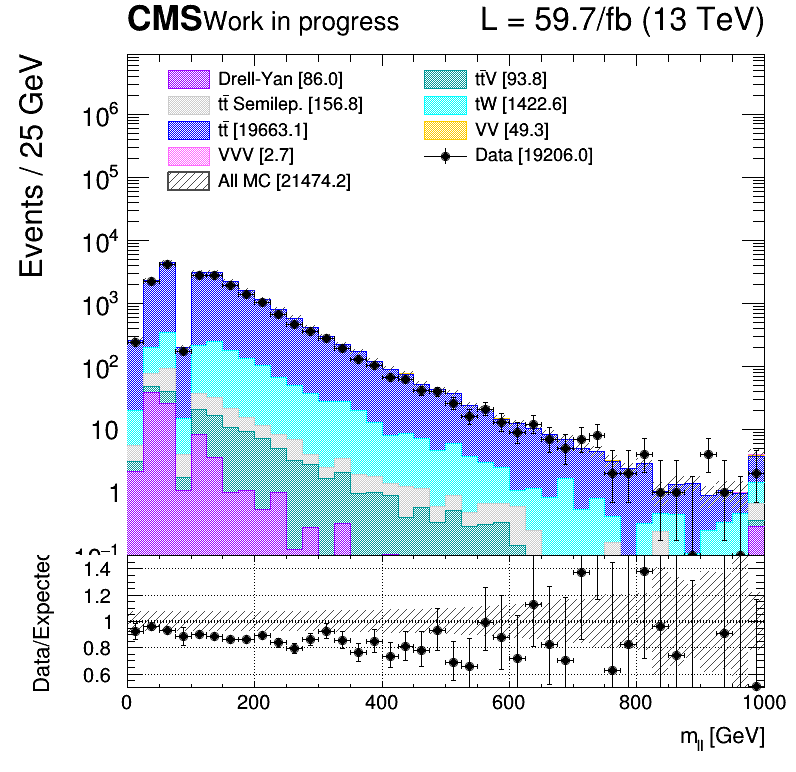 CMS Work in progress L = 59.7/fb (13 TeV)
Events / 25 GeV
Drell-Yan [86.0] tt̄V [93.8]
tt̄ Semilep. [156.8] tW [1422.6]
tt̄ [19663.1] VV [49.3]
VVV [2.7] Data [19206.0]
All MC [21474.2]
10⁶
10⁵
10⁴
10³
10²
10
1
10⁻¹
Data/Expected
1.4
1.2
1
0.8
0.6
0 200 400 600 800 1000
m_ll [GeV]